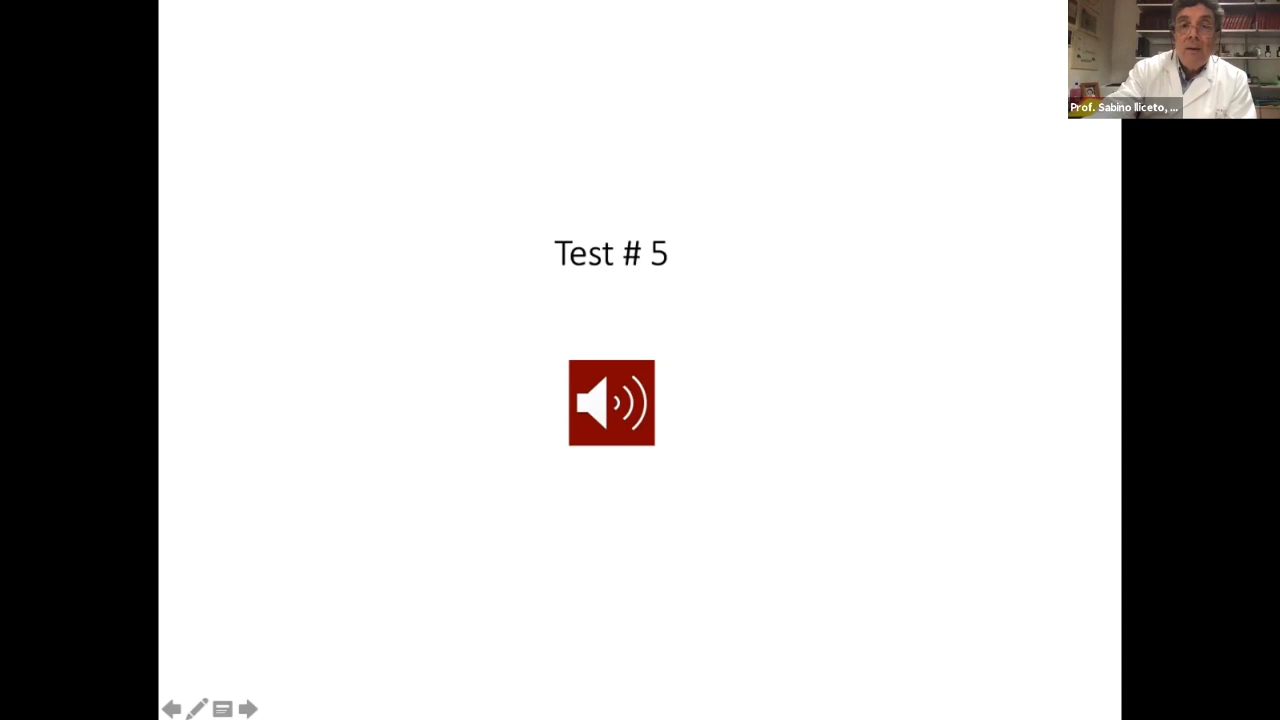 Prof. Sabino Iliceto, ...
Test # 5